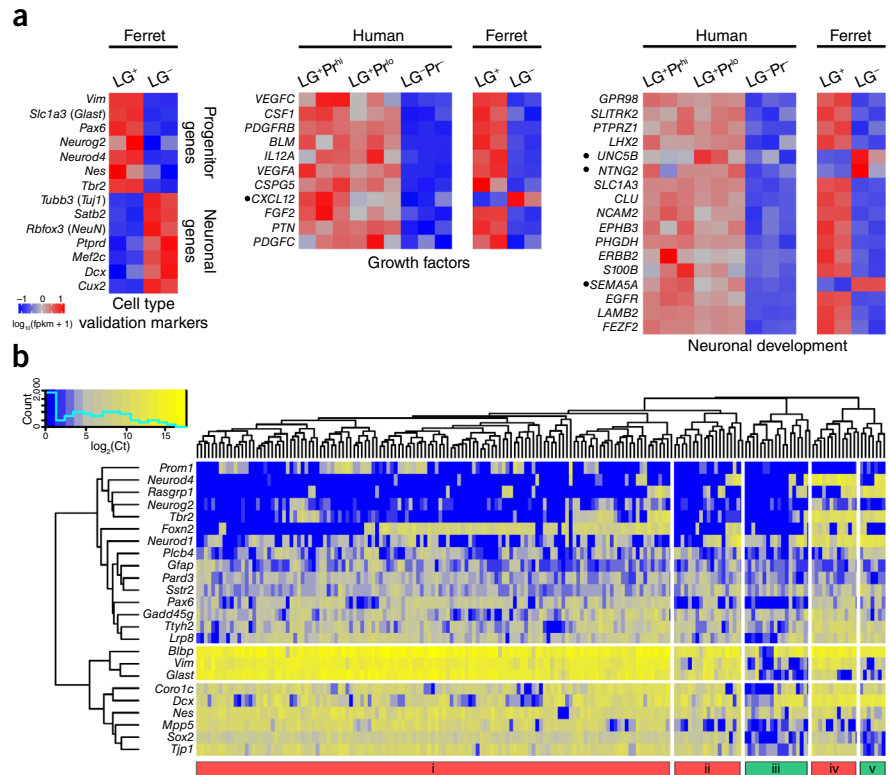 a
Ferret
LG+ LG–
Vim
Slc1a3 (Glast)
Pax6
Neurog2
Neurod4
Nes
Tbr2
Tubb3 (Tuj1)
Satb2
Rbfox3 (NeuN)
Ptprd
Mef2c
Dcx
Cux2
Progenitor genes
Neuronal genes
–1 0 1
log10(fpkm + 1)
Cell type
validation markers
Human Ferret
LG+Prhi LG+Prlo LG–Pr– LG+ LG–
VEGFC
CSF1
PDGFRB
BLM
IL12A
VEGFA
CSPG5
•CXCL12
FGF2
PTN
PDGFC
Growth factors
Human Ferret
LG+Prhi LG+Prlo LG–Pr– LG+ LG–
GPR98
SLITRK2
PTPRZ1
LHX2
• UNC5B
• NTNG2
SLC1A3
CLU
NCAM2
EPHB3
PHGDH
ERBB2
S100B
•SEMA5A
EGFR
LAMB2
FEZF2
Neuronal development
b
Count
0 2,000
0 5 10 15
log2(Ct)
Prom1
Neurod4
Rasgrp1
Neurog2
Tbr2
Foxn2
Neurod1
Plcb4
Gfap
Pard3
Sstr2
Pax6
Gadd45g
Ttyh2
Lrp8
Blbp
Vim
Glast
Coro1c
Dcx
Nes
Mpp5
Sox2
Tjp1
i ii iii iv v